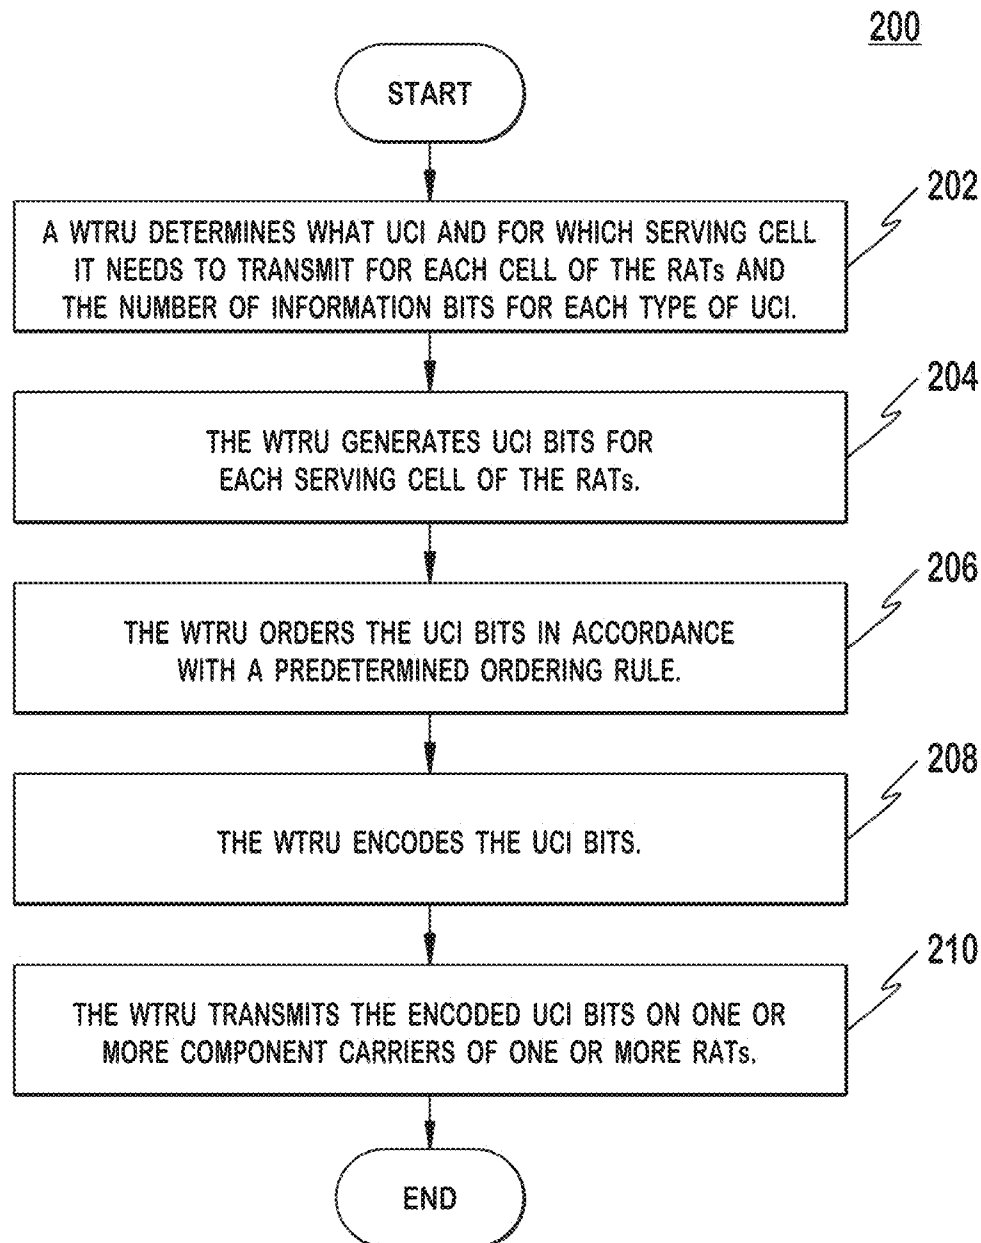 200
START
202
A WTRU DETERMINES WHAT UCI AND FOR WHICH SERVING CELL
IT NEEDS TO TRANSMIT FOR EACH CELL OF THE RATs AND
THE NUMBER OF INFORMATION BITS FOR EACH TYPE OF UCI.
204
THE WTRU GENERATES UCI BITS FOR
EACH SERVING CELL OF THE RATs.
206
THE WTRU ORDERS THE UCI BITS IN ACCORDANCE
WITH A PREDETERMINED ORDERING RULE.
208
THE WTRU ENCODES THE UCI BITS.
210
THE WTRU TRANSMITS THE ENCODED UCI BITS ON ONE OR
MORE COMPONENT CARRIERS OF ONE OR MORE RATs.
END